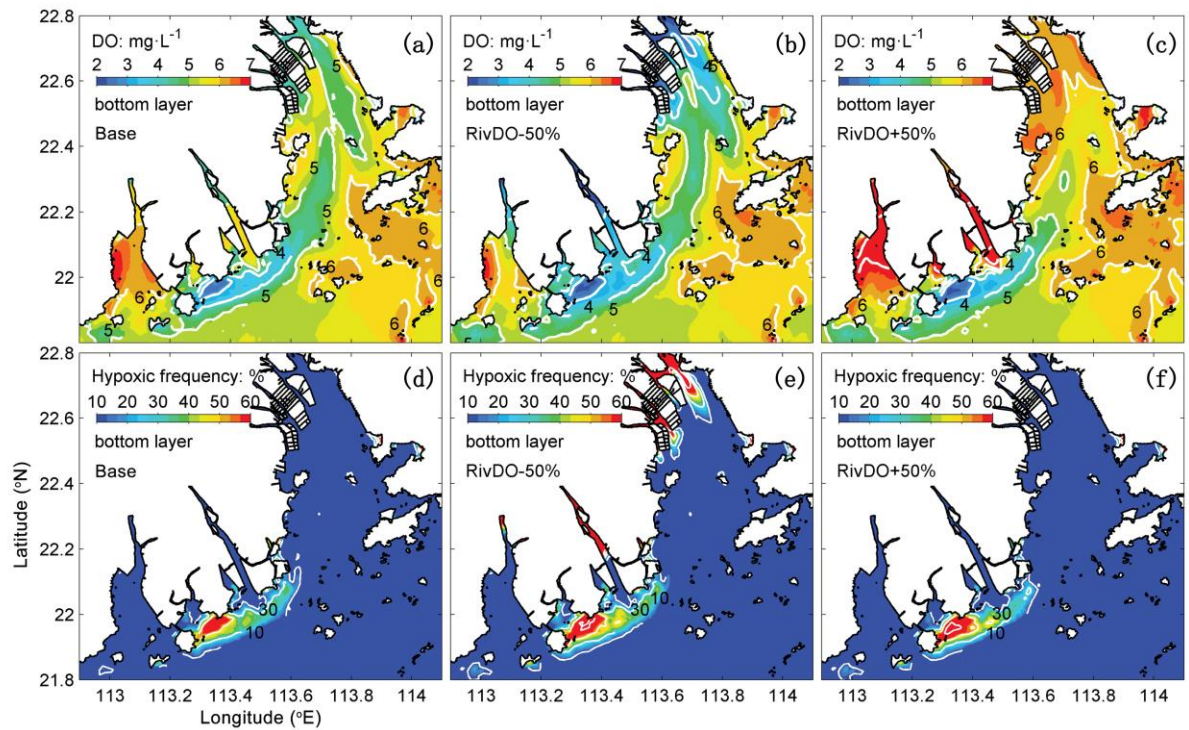 22.8
22.6
22.4
22.2
22
DO: mg·L⁻¹
(a)
2 3 4 5 6 7
bottom layer
Base
5
5
5
4
5
6
6
6
6
5
6
DO: mg·L⁻¹
(b)
2 3 4 5 6 7
bottom layer
RivDO-50%
4
5
5
6
4
5
6
DO: mg·L⁻¹
(c)
2 3 4 5 6 7
bottom layer
RivDO+50%
6
6
6
4
5
6
22.8
22.6
22.4
22.2
22
21.8
Latitude (°N)
Hypoxic frequency: %
(d)
10 20 30 40 50 60
bottom layer
Base
30
10
Hypoxic frequency: %
(e)
10 20 30 40 50 60
bottom layer
RivDO-50%
10
30
Hypoxic frequency: %
(f)
10 20 30 40 50 60
bottom layer
RivDO+50%
30
10
113 113.2 113.4 113.6 113.8 114
113 113.2 113.4 113.6 113.8 114
113 113.2 113.4 113.6 113.8 114
Longitude (°E)